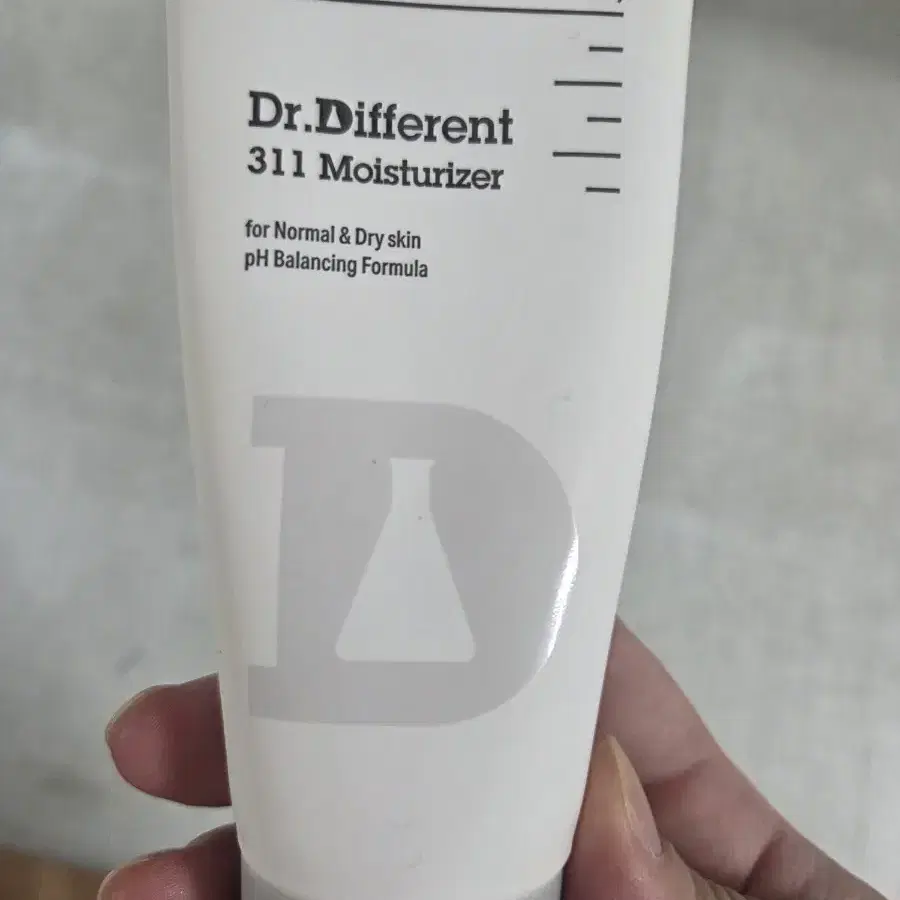 Dr.Different
311 Moisturizer
for Normal & Dry skin
pH Balancing Formula